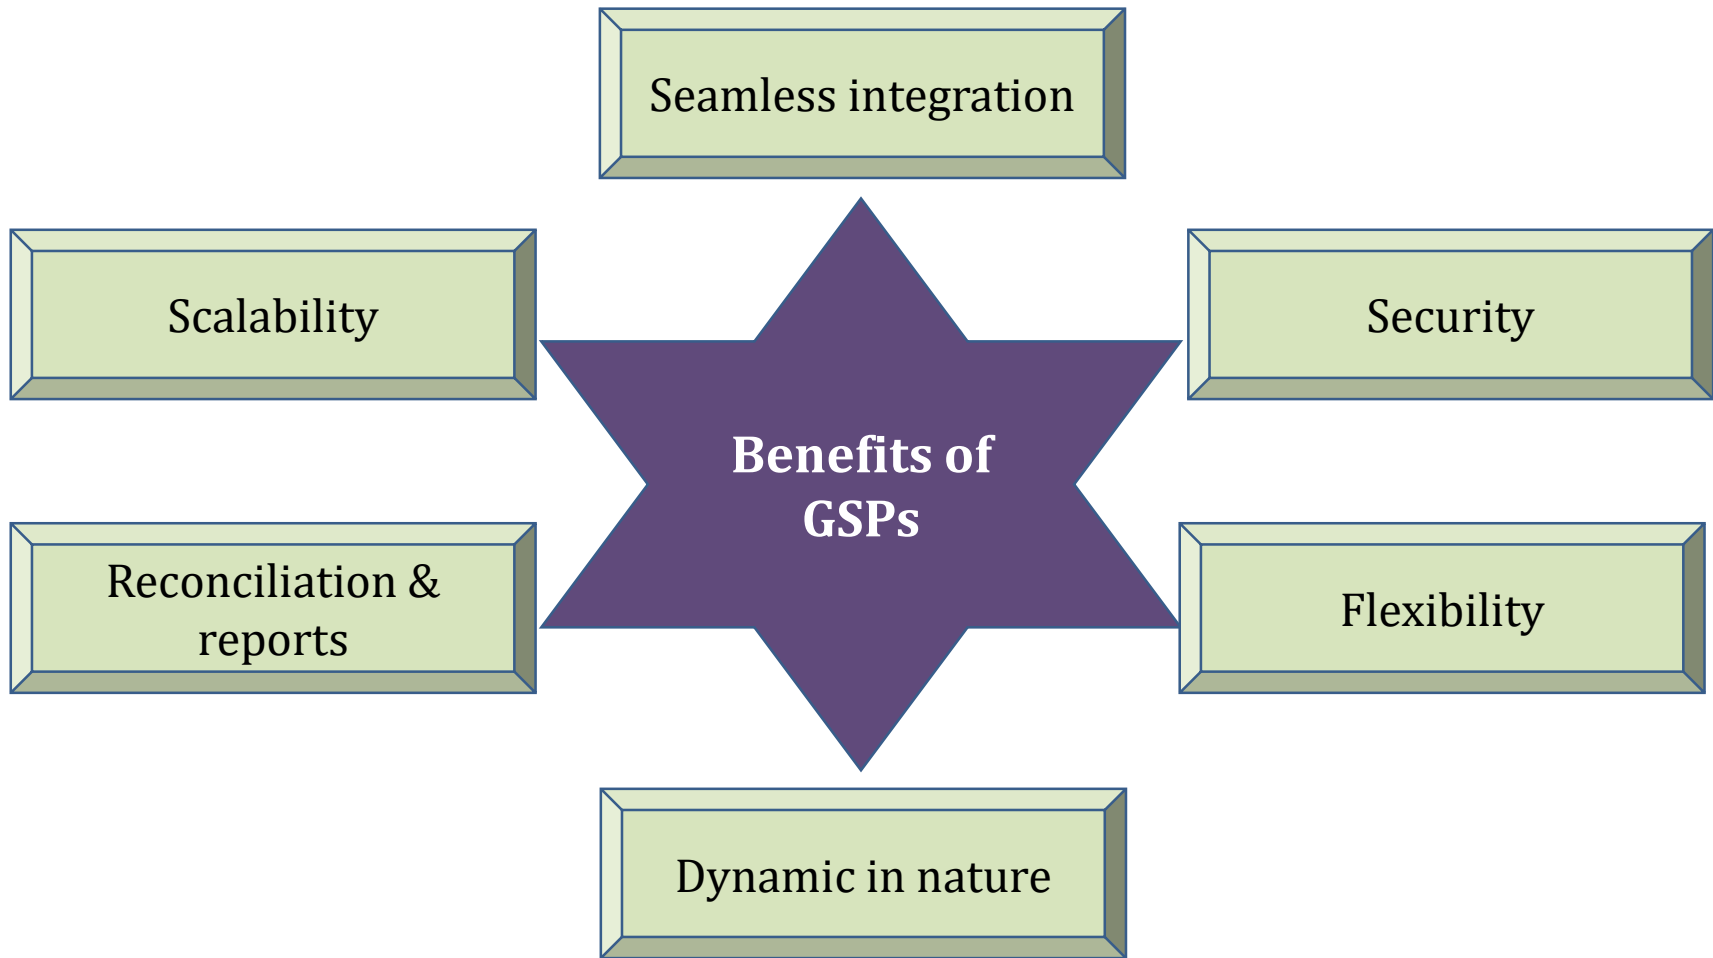 Seamless integration
Scalability
Security
Benefits of
GSPs
Reconciliation &
reports
Flexibility
Dynamic in nature